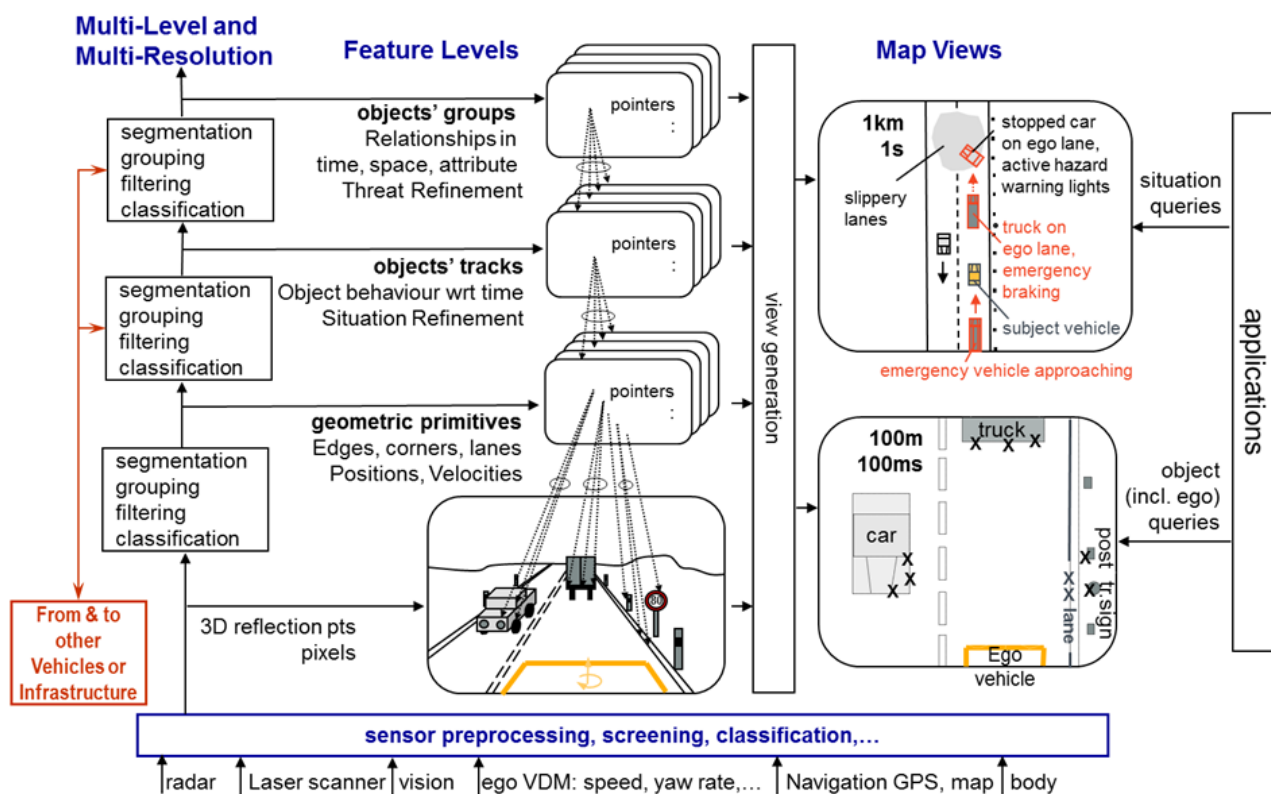 Multi-Level and
Multi-Resolution
Feature Levels
Map Views
segmentation
grouping
filtering
classification
objects' groups
Relationships in
time, space, attribute
Threat Refinement
pointers
:
segmentation
grouping
filtering
classification
objects' tracks
Object behaviour wrt time
Situation Refinement
pointers
:
segmentation
grouping
filtering
classification
geometric primitives
Edges, corners, lanes
Positions, Velocities
pointers
:
From & to
other
Vehicles or
Infrastructure
3D reflection pts
pixels
80
view generation
1km
1s
slippery
lanes
stopped car
on ego lane,
active hazard
warning lights
truck on
ego lane,
emergency
braking
subject vehicle
emergency vehicle approaching
situation
queries
100m
100ms
truck
X X X
car
X
X
X
X X lane
X
X
post
tr.sign
Ego
vehicle
object
(incl. ego)
queries
applications
sensor preprocessing, screening, classification,...
radar
Laser scanner
vision
ego VDM: speed, yaw rate,...
Navigation GPS, map
body